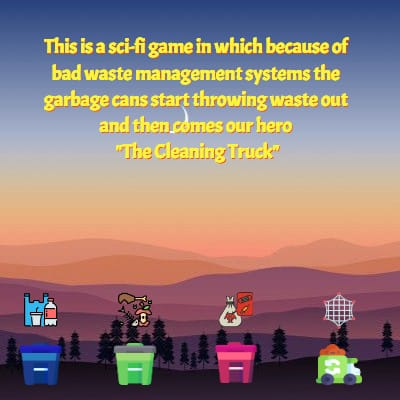 This is a sci-fi game in which because of
bad waste management systems the
garbage cans start throwing waste out
and then comes our hero
"The Cleaning Truck"